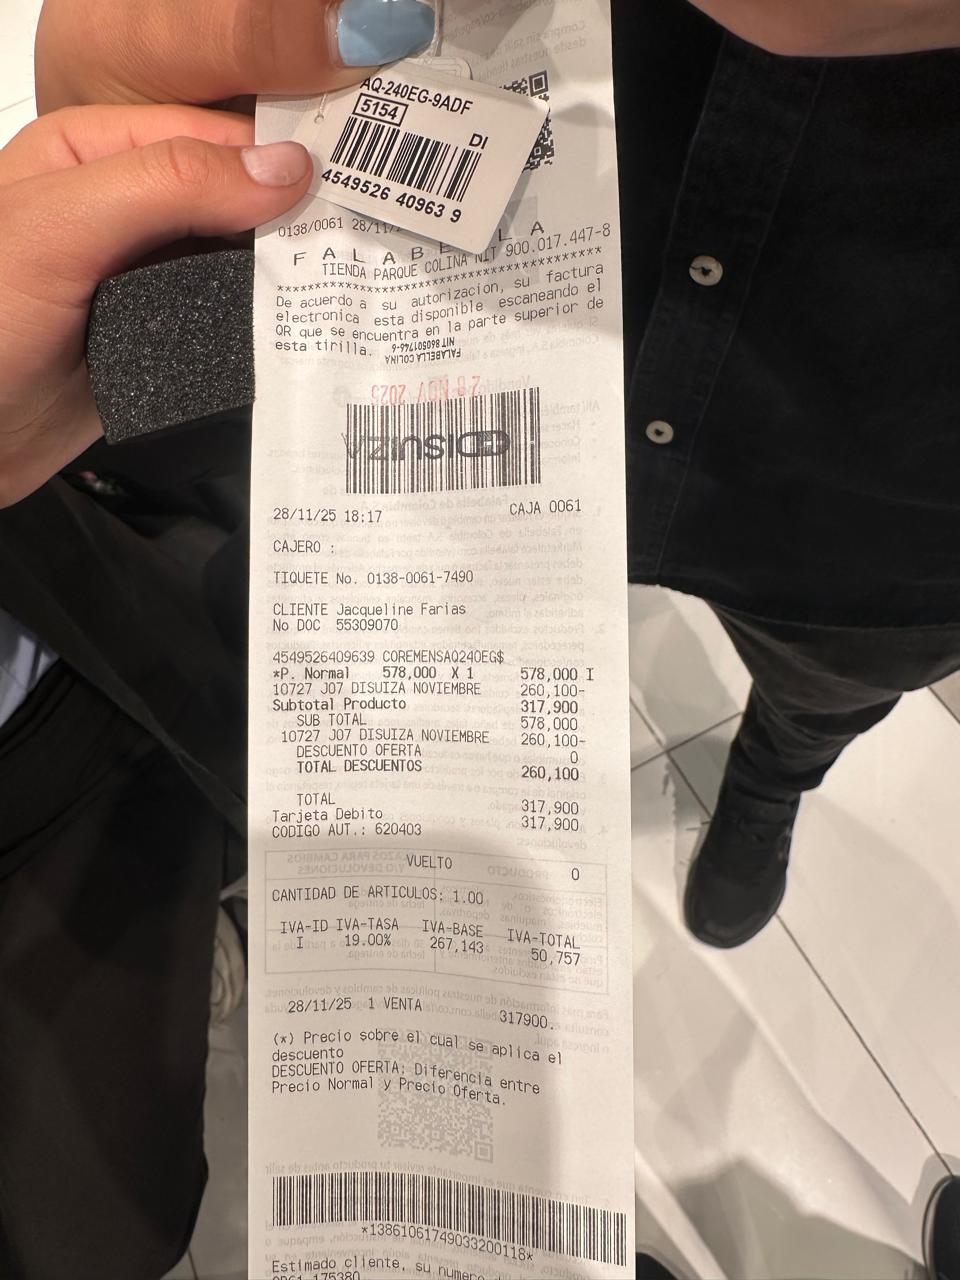 AQ-240EG-9ADF
5154
DI
4549526 40963 9
0138/0061 28/11/
FALABELLA
TIENDA PARQUE COLINA NIT 900.017.447-8
****************************************
De acuerdo a su autorizacion, su factura
electronica esta disponible escaneando el
QR que se encuentra en la parte superior de
esta tirilla.
FALABELLA COLINA
28 NOV 2025
DISUIZA
28/11/25 18:17 CAJA 0061
CAJERO :
TIQUETE No. 0138-0061-7490
CLIENTE Jacqueline Farias
No DOC 55309070
4549526409639 COREMENSAQ240EG$
*P. Normal 578,000 X 1 578,000 I
10727 J07 DISUIZA NOVIEMBRE 260,100-
Subtotal Producto 317,900
SUB TOTAL 578,000
10727 J07 DISUIZA NOVIEMBRE 260,100-
DESCUENTO OFERTA 0
TOTAL DESCUENTOS 260,100
TOTAL 317,900
Tarjeta Debito 317,900
CODIGO AUT.: 620403
VUELTO 0
CANTIDAD DE ARTICULOS: 1.00
IVA-ID IVA-TASA IVA-BASE IVA-TOTAL
I 19.00% 267,143 50,757
28/11/25 1 VENTA 317900.
(*) Precio sobre el cual se aplica el
descuento
DESCUENTO OFERTA: Diferencia entre
Precio Normal y Precio Oferta.
*13861061749033200118*
Estimado cliente, su numero